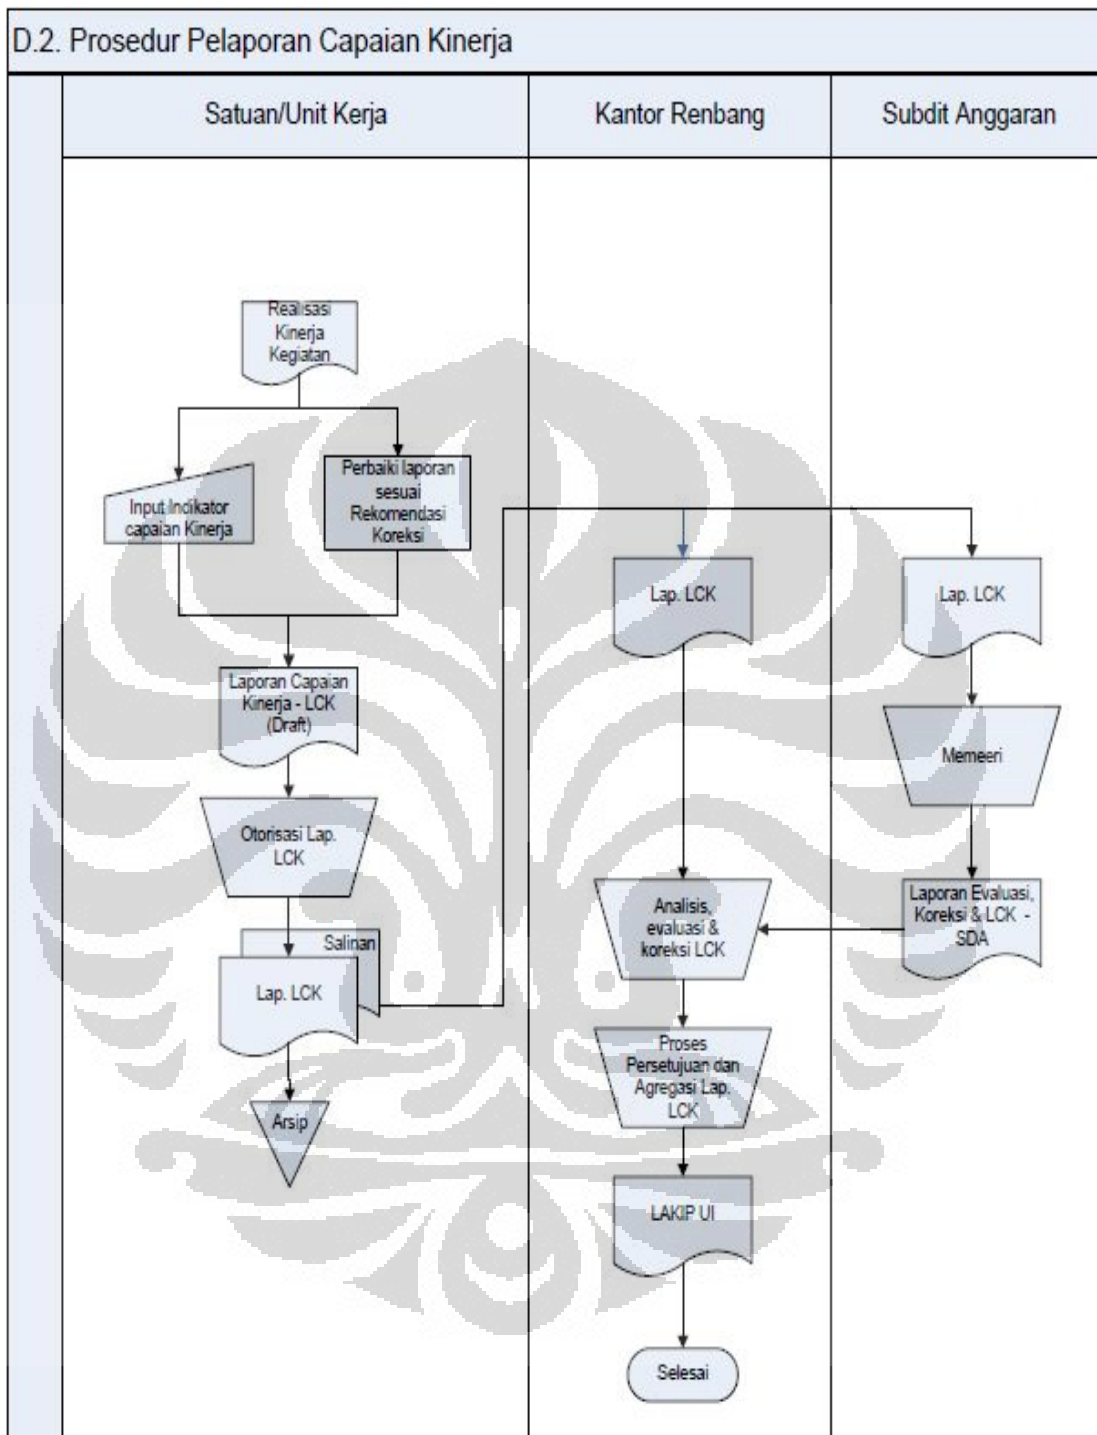 D.2. Prosedur Pelaporan Capaian Kinerja
Satuan/Unit Kerja
Kantor Renbang
Subdit Anggaran
Realisasi
Kinerja
Kegiatan
Input Indikator
capaian Kinerja
Perbaiki laporan
sesuai
Rekomendasi
Koreksi
Lap. LCK
Lap. LCK
Laporan Capaian
Kinerja - LCK
(Draft)
Memeeri
Otorisasi Lap.
LCK
Analisis,
evaluasi &
koreksi LCK
Laporan Evaluasi,
Koreksi & LCK -
SDA
Salinan
Lap. LCK
Proses
Persetujuan dan
Agregasi Lap.
LCK
Arsip
LAKIP UI
Selesai